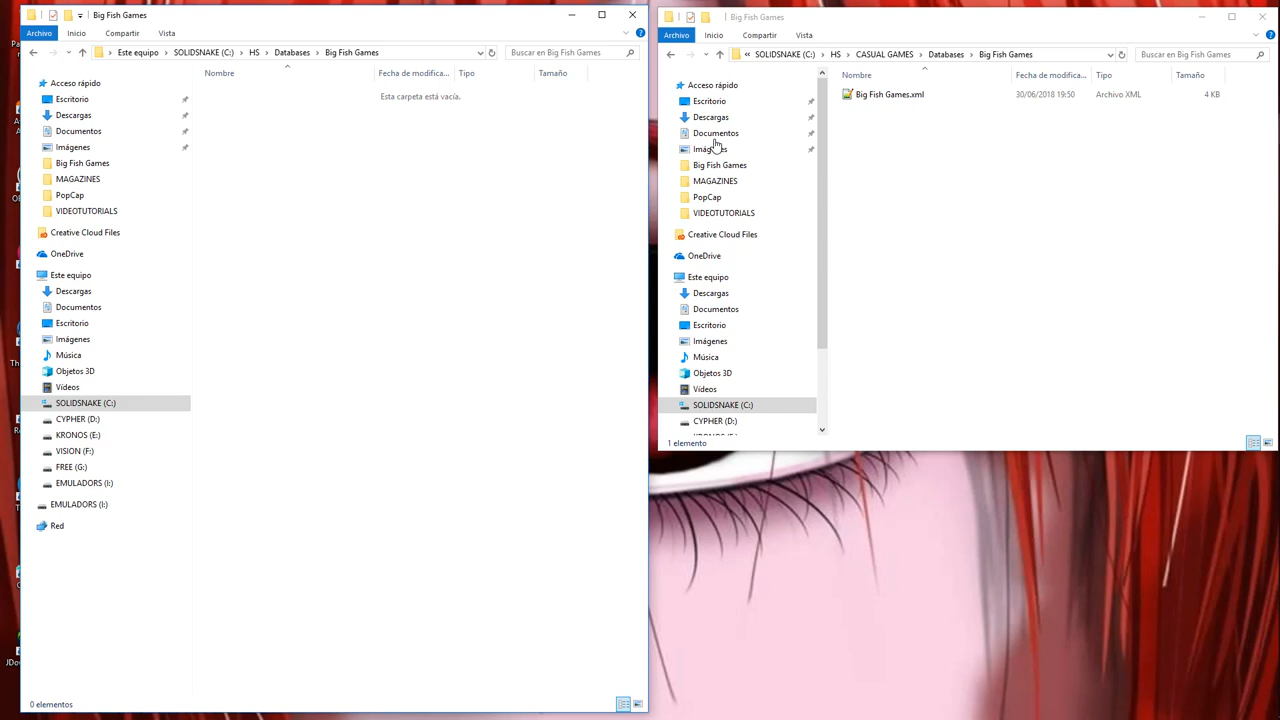 Big Fish Games
Archivo Inicio Compartir Vista
Este equipo > SOLIDSNAKE (C:) > HS > Databases > Big Fish Games
Buscar en Big Fish Games
Nombre Fecha de modifica... Tipo Tamaño
Esta carpeta está vacía.
Acceso rápido
Escritorio
Descargas
Documentos
Imágenes
Big Fish Games
MAGAZINES
PopCap
VIDEOTUTORIALS
Creative Cloud Files
OneDrive
Este equipo
Descargas
Documentos
Escritorio
Imágenes
Música
Objetos 3D
Vídeos
SOLIDSNAKE (C:)
CYPHER (D:)
KRONOS (E:)
VISION (F:)
FREE (G:)
EMULADORS (I:)
EMULADORS (I:)
Red
0 elementos
Big Fish Games
Archivo Inicio Compartir Vista
« SOLIDSNAKE (C:) > HS > CASUAL GAMES > Databases > Big Fish Games
Buscar en Big Fish Games
Nombre Fecha de modifica... Tipo Tamaño
Big Fish Games.xml 30/06/2018 19:50 Archivo XML 4 KB
Acceso rápido
Escritorio
Descargas
Documentos
Imágenes
Big Fish Games
MAGAZINES
PopCap
VIDEOTUTORIALS
Creative Cloud Files
OneDrive
Este equipo
Descargas
Documentos
Escritorio
Imágenes
Música
Objetos 3D
Vídeos
SOLIDSNAKE (C:)
CYPHER (D:)
1 elemento